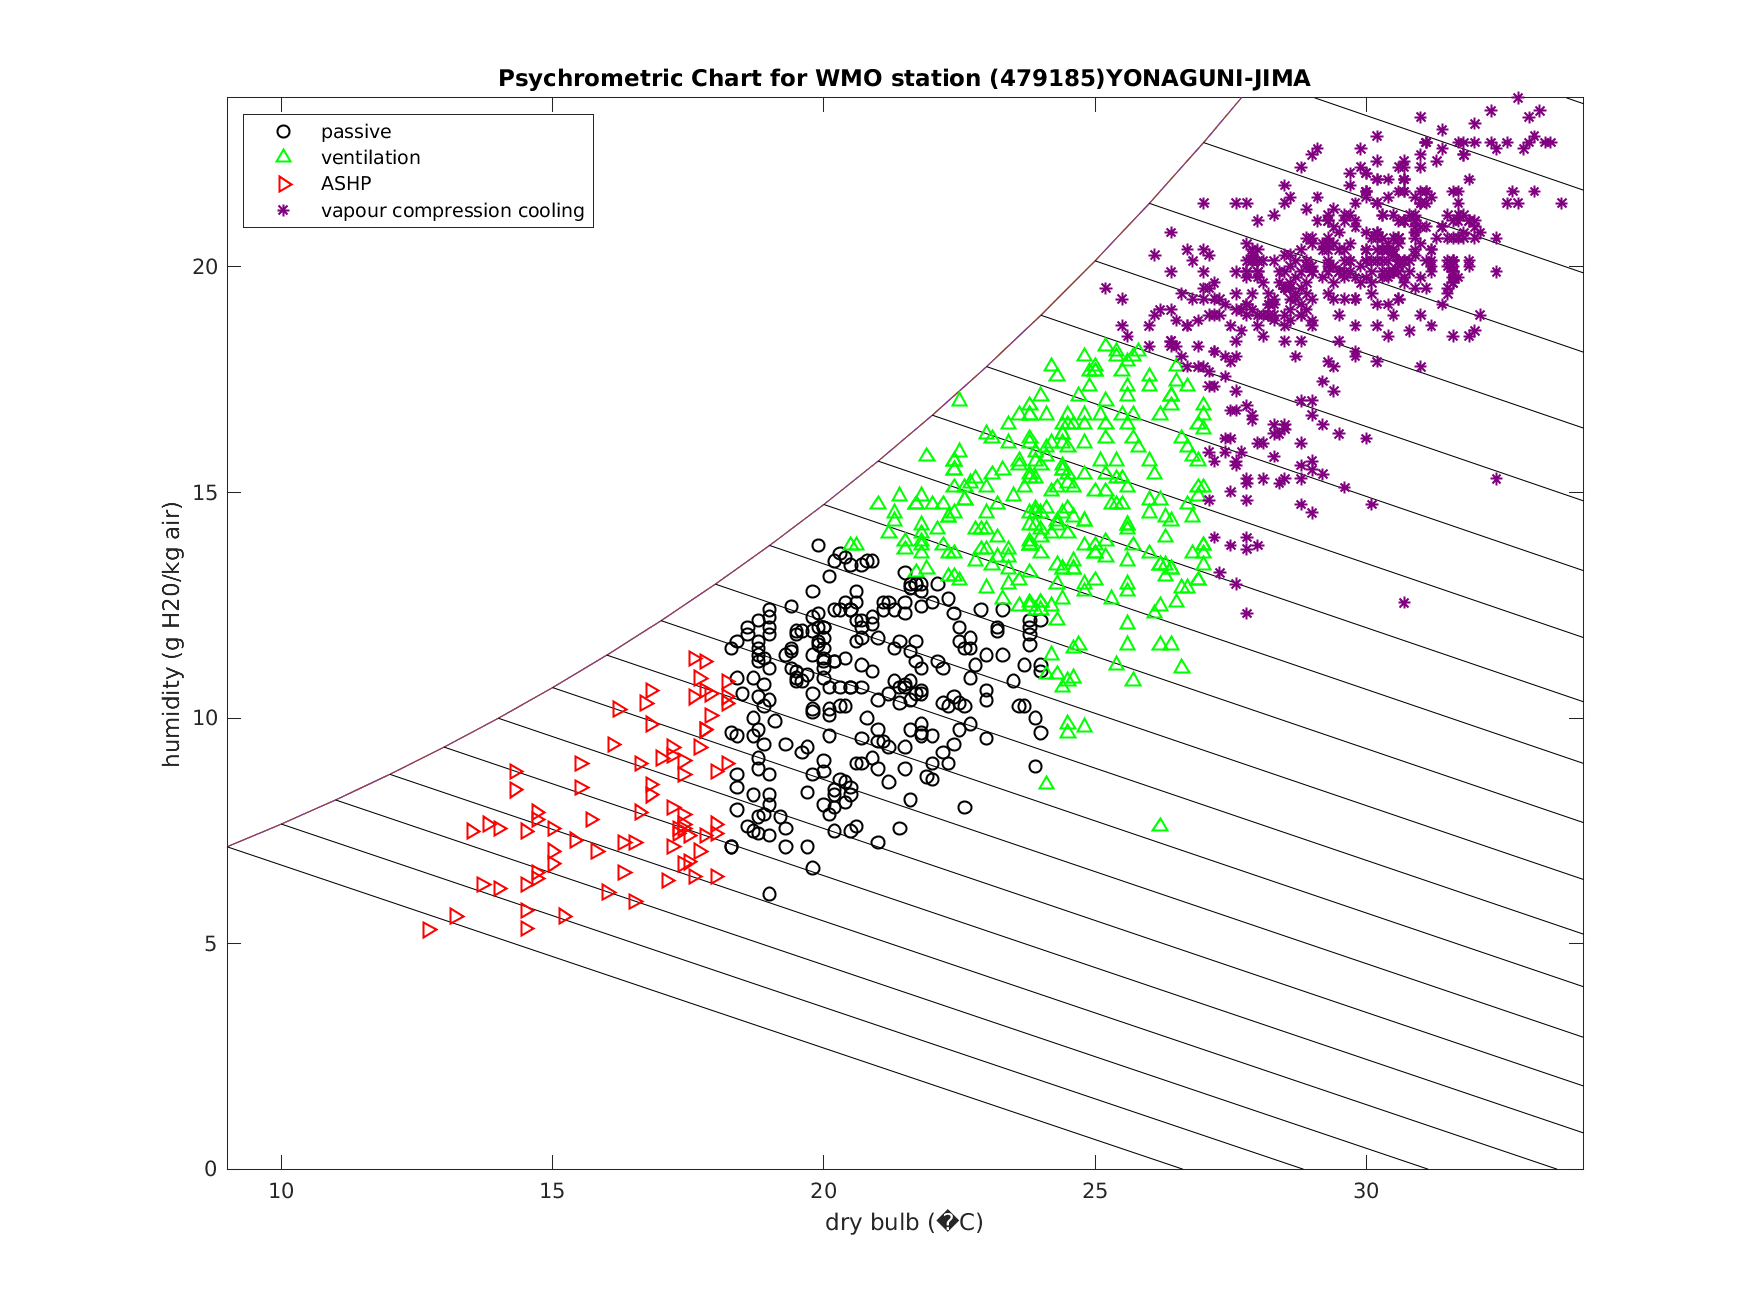 Psychrometric Chart for WMO station (479185)YONAGUNI-JIMA
passive
ventilation
ASHP
vapour compression cooling
humidity (g H20/kg air)
20
15
10
5
0
10 15 20 25 30
dry bulb (�C)